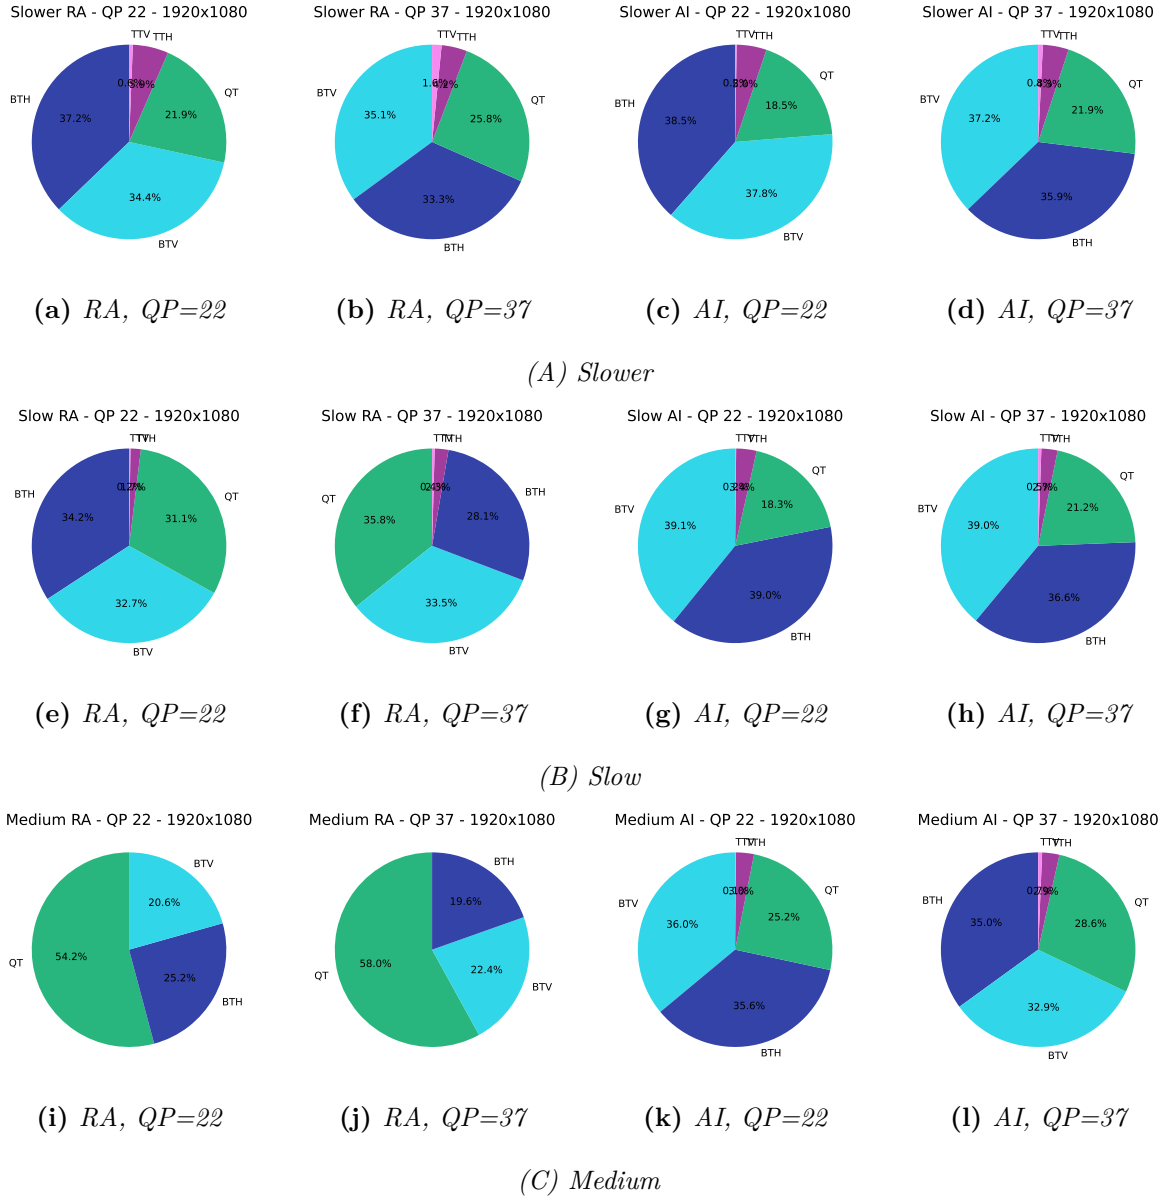 Slower RA - QP 22 - 1920x1080
TTV TTH
QT
BTH
37.2%
21.9%
34.4%
BTV
(a) RA, QP=22
Slower RA - QP 37 - 1920x1080
TTV TTH
BTV
QT
35.1%
25.8%
33.3%
BTH
(b) RA, QP=37
Slower AI - QP 22 - 1920x1080
TTV TTH
QT
BTH
18.5%
38.5%
37.8%
BTV
(c) AI, QP=22
Slower AI - QP 37 - 1920x1080
TTV TTH
QT
BTV
21.9%
37.2%
35.9%
BTH
(d) AI, QP=37
(A) Slower
Slow RA - QP 22 - 1920x1080
TTV TTH
BTH
QT
34.2%
31.1%
32.7%
BTV
(e) RA, QP=22
Slow RA - QP 37 - 1920x1080
TTV TTH
QT
BTH
35.8%
28.1%
33.5%
BTV
(f) RA, QP=37
Slow AI - QP 22 - 1920x1080
TTV TTH
QT
BTV
18.3%
39.1%
39.0%
BTH
(g) AI, QP=22
Slow AI - QP 37 - 1920x1080
TTV TTH
QT
BTV
21.2%
39.0%
36.6%
BTH
(h) AI, QP=37
(B) Slow
Medium RA - QP 22 - 1920x1080
BTV
20.6%
QT
54.2%
25.2%
BTH
(i) RA, QP=22
Medium RA - QP 37 - 1920x1080
BTH
19.6%
QT
58.0%
22.4%
BTV
(j) RA, QP=37
Medium AI - QP 22 - 1920x1080
TTV TTH
QT
BTV
25.2%
36.0%
35.6%
BTH
(k) AI, QP=22
Medium AI - QP 37 - 1920x1080
TTV TTH
BTH
QT
35.0%
28.6%
32.9%
BTV
(l) AI, QP=37
(C) Medium